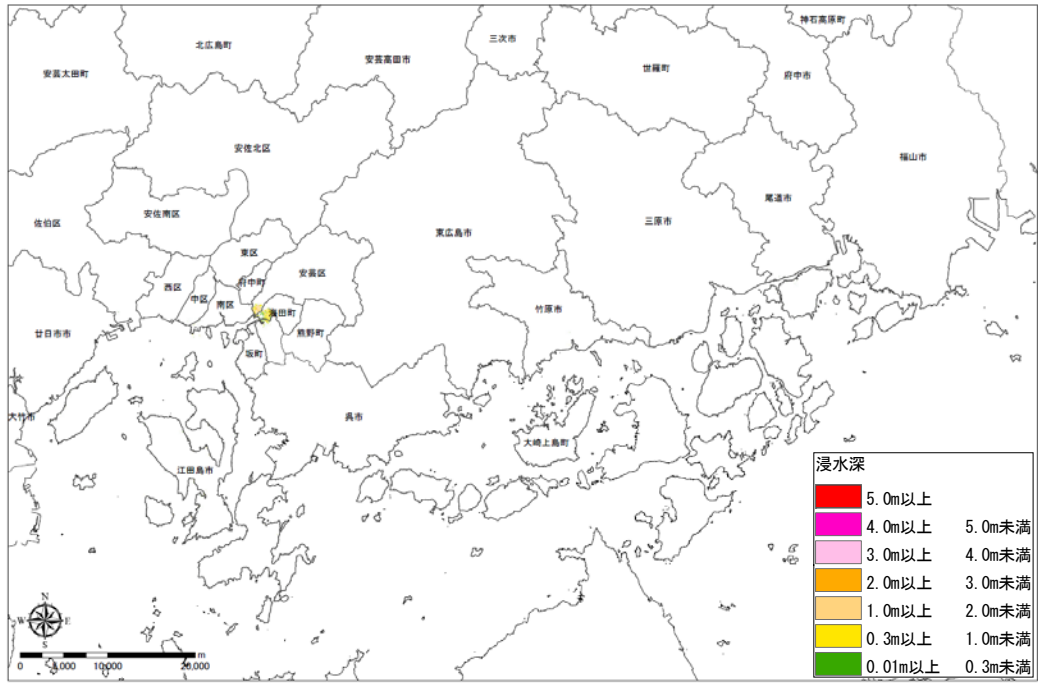 神石高原町
三次市
北広島町
安芸高田市
安芸太田町
世羅町
府中市
安佐北区
福山市
尾道市
安佐南区
佐伯区
三原市
東広島市
東区
安芸区
府中町
西区
中区
南区
海田町
竹原市
廿日市市
熊野町
坂町
大竹市
呉市
大崎上島町
江田島市
浸水深
5.0m以上
4.0m以上 5.0m未満
3.0m以上 4.0m未満
2.0m以上 3.0m未満
1.0m以上 2.0m未満
0.3m以上 1.0m未満
0.01m以上 0.3m未満
N
W E
S
m
0 5,000 10,000 20,000